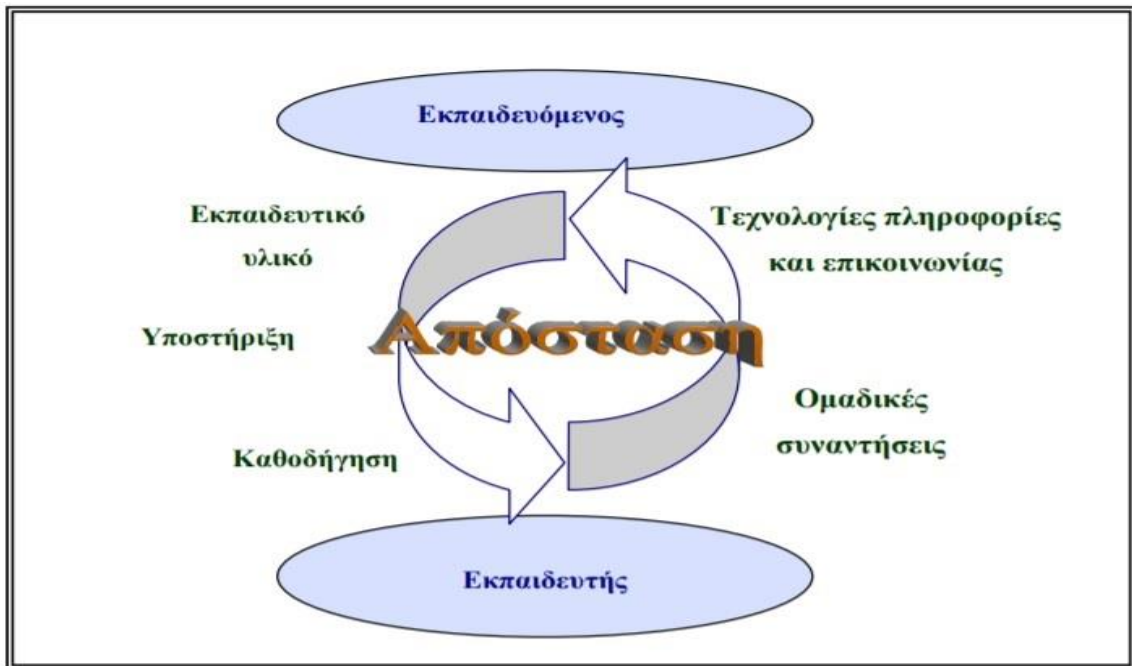 Εκπαιδευόμενος
Εκπαιδευτικό
υλικό
Τεχνολογίες πληροφορίες
και επικοινωνίας
Υποστήριξη
Απόσταση
Ομαδικές
συναντήσεις
Καθοδήγηση
Εκπαιδευτής